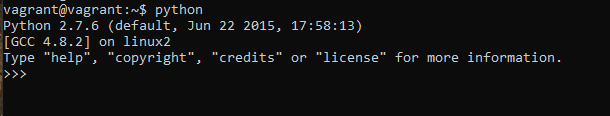 vagrant@vagrant:~$ python
Python 2.7.6 (default, Jun 22 2015, 17:58:13)
[GCC 4.8.2] on linux2
Type "help", "copyright", "credits" or "license" for more information.
>>>